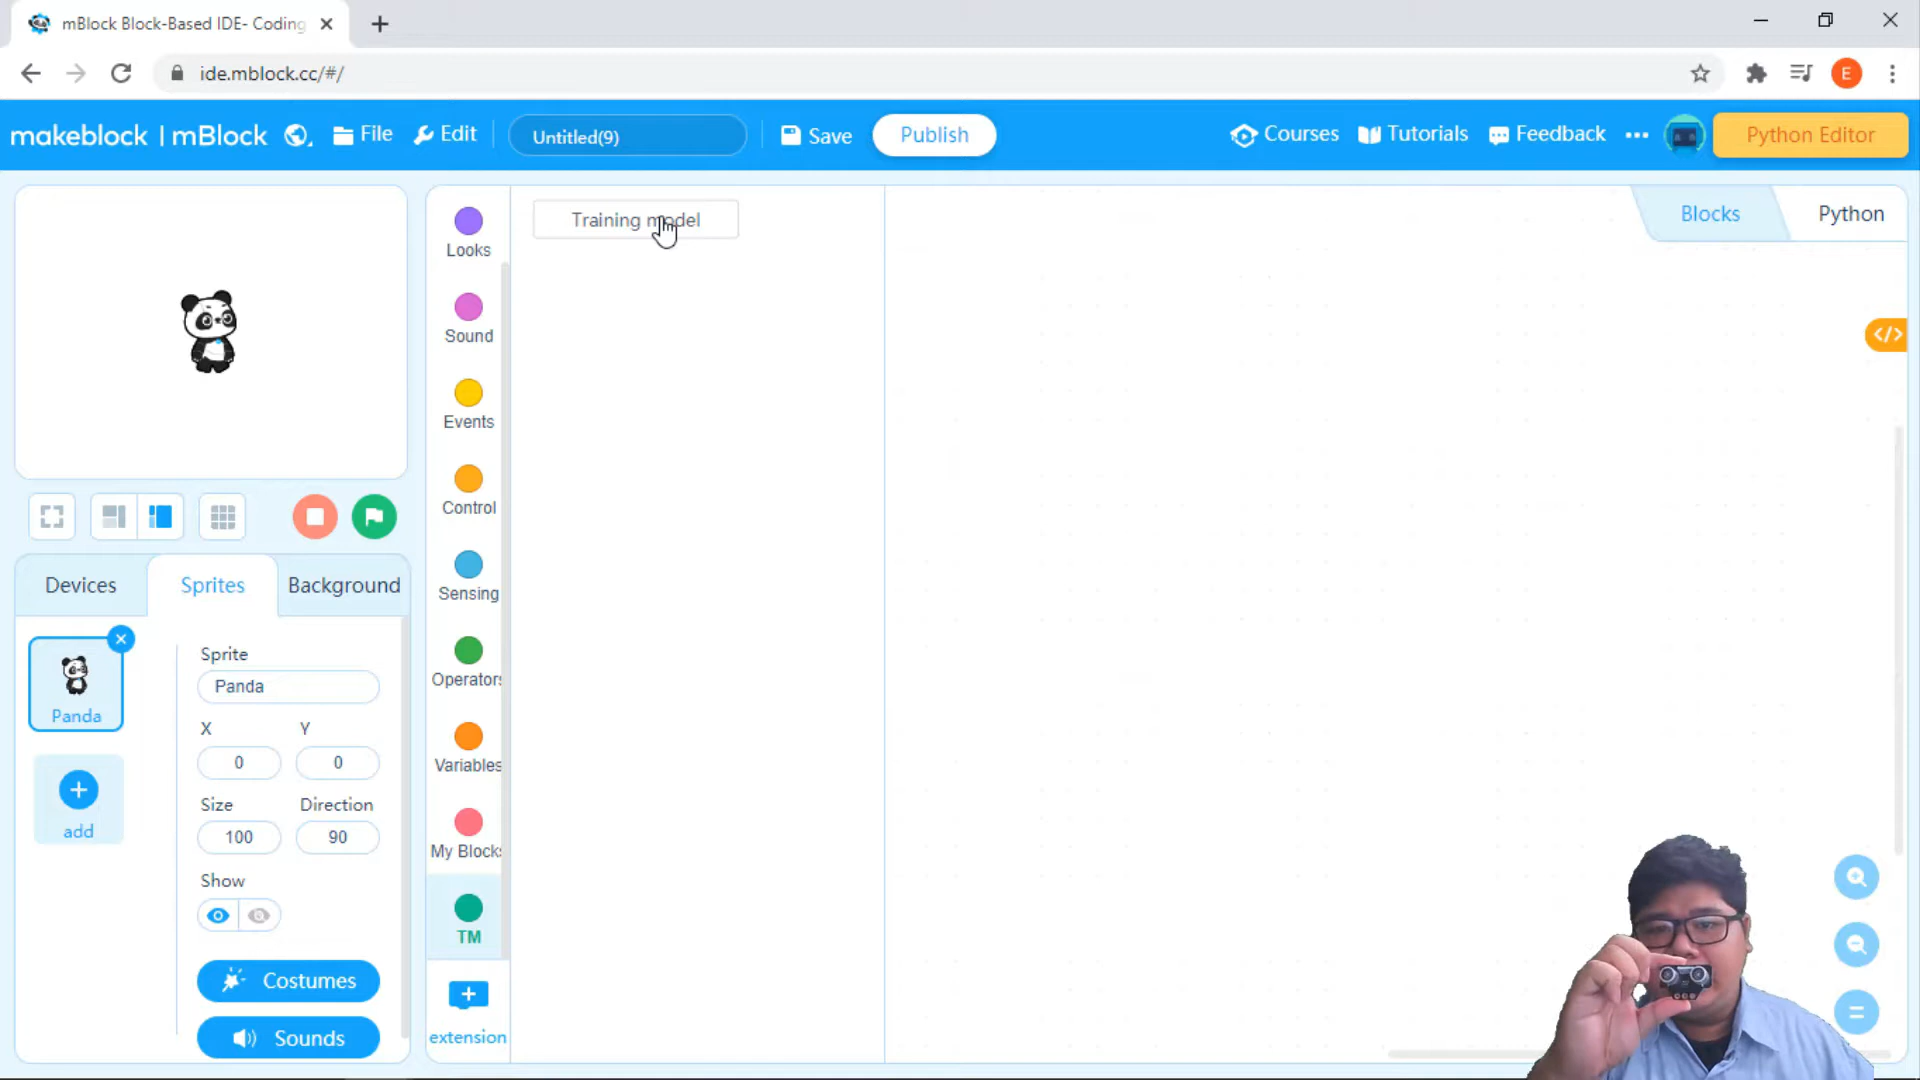 mBlock Block-Based IDE- Coding
ide.mblock.cc/#/
E
makeblock | mBlock
File
Edit
Untitled(9)
Save
Publish
Courses
Tutorials
Feedback
Python Editor
Looks
Sound
Events
Control
Sensing
Operators
Variables
My Block
TM
extension
Training model
Blocks
Python
</>
Devices
Sprites
Background
Panda
add
Sprite
Panda
X
Y
0
0
Size
Direction
100
90
Show
Costumes
Sounds